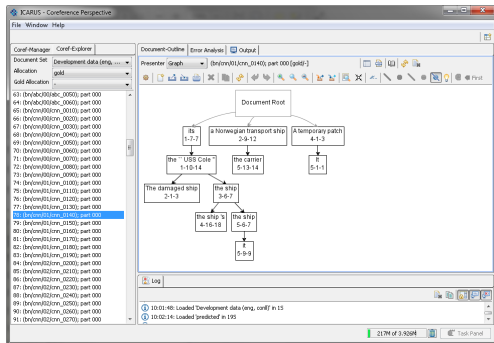 ICARUS - Coreference Perspective
File Window Help
Coref-Manager Coref-Explorer
Document Set Development data (eng, ...
Allocation gold
Gold Allocation
63: (bn/abc/00/abc_0050); part 000
64: (bn/abc/00/abc_0060); part 000
65: (bn/cnn/00/cnn_0010); part 000
66: (bn/cnn/00/cnn_0020); part 000
67: (bn/cnn/00/cnn_0030); part 000
68: (bn/cnn/00/cnn_0040); part 000
69: (bn/cnn/00/cnn_0050); part 000
70: (bn/cnn/00/cnn_0060); part 000
71: (bn/cnn/00/cnn_0070); part 000
72: (bn/cnn/00/cnn_0080); part 000
73: (bn/cnn/00/cnn_0090); part 000
74: (bn/cnn/01/cnn_0100); part 000
75: (bn/cnn/01/cnn_0110); part 000
76: (bn/cnn/01/cnn_0120); part 000
77: (bn/cnn/01/cnn_0130); part 000
78: (bn/cnn/01/cnn_0140); part 000
79: (bn/cnn/01/cnn_0150); part 000
80: (bn/cnn/01/cnn_0160); part 000
81: (bn/cnn/01/cnn_0170); part 000
82: (bn/cnn/01/cnn_0180); part 000
83: (bn/cnn/01/cnn_0190); part 000
84: (bn/cnn/02/cnn_0200); part 000
85: (bn/cnn/02/cnn_0210); part 000
86: (bn/cnn/02/cnn_0220); part 000
87: (bn/cnn/02/cnn_0230); part 000
88: (bn/cnn/02/cnn_0240); part 000
89: (bn/cnn/02/cnn_0250); part 000
90: (bn/cnn/02/cnn_0260); part 000
91: (bn/cnn/02/cnn_0270); part 000
Document-Outline Error Analysis Output
Presenter Graph (bn/cnn/01/cnn_0140); part 000 [gold/-]
First
Document Root
its
1-7-7
a Norwegian transport ship
2-9-12
A temporary patch
4-1-3
the `` USS Cole ''
1-10-14
the carrier
5-13-14
It
5-1-1
The damaged ship
2-1-3
the ship
3-6-7
the ship 's
4-16-18
the ship
5-6-7
it
5-9-9
Log
10:01:48: Loaded 'Development data (eng, conll)' in 1S
10:02:14: Loaded 'predicted' in 19S
217M of 3.926M Task Panel